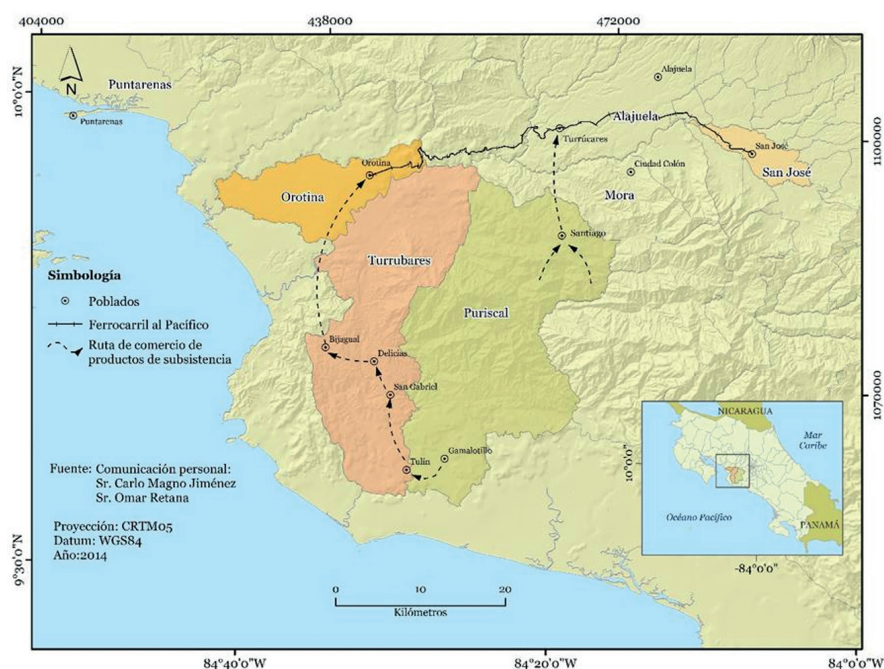 404000
438000
472000
10°0'0"N
N
Puntarenas
Puntarenas
Alajuela
Alajuela
Turrúcares
San José
San José
Ciudad Colón
Mora
Orotina
Orotina
Santiago
Turrubares
Puriscal
1100000
1070000
Simbología
Poblados
Ferrocarril al Pacífico
Ruta de comercio de
productos de subsistencia
Bijagual
Delicias
San Gabriel
Tulín
Gamalotillo
Fuente: Comunicación personal:
Sr. Carlo Magno Jiménez
Sr. Omar Retana
Proyección: CRTM05
Datum: WGS84
Año:2014
9°30'0"N
0 10 20
Kilómetros
NICARAGUA
Mar
Caribe
10°0'0"N
Océano Pacífico
PANAMÁ
-84°0'0"
84°40'0"W
84°20'0"W
84°0'0"W